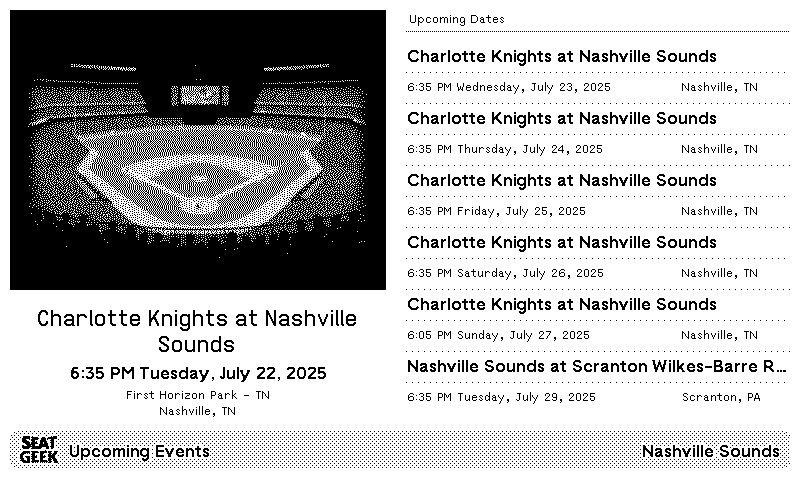 Charlotte Knights at Nashville
Sounds
6:35 PM Tuesday, July 22, 2025
First Horizon Park - TN
Nashville, TN
Upcoming Dates
Charlotte Knights at Nashville Sounds
6:35 PM Wednesday, July 23, 2025 Nashville, TN
Charlotte Knights at Nashville Sounds
6:35 PM Thursday, July 24, 2025 Nashville, TN
Charlotte Knights at Nashville Sounds
6:35 PM Friday, July 25, 2025 Nashville, TN
Charlotte Knights at Nashville Sounds
6:35 PM Saturday, July 26, 2025 Nashville, TN
Charlotte Knights at Nashville Sounds
6:05 PM Sunday, July 27, 2025 Nashville, TN
Nashville Sounds at Scranton Wilkes-Barre R...
6:35 PM Tuesday, July 29, 2025 Scranton, PA
SEAT
GEEK
Upcoming Events Nashville Sounds